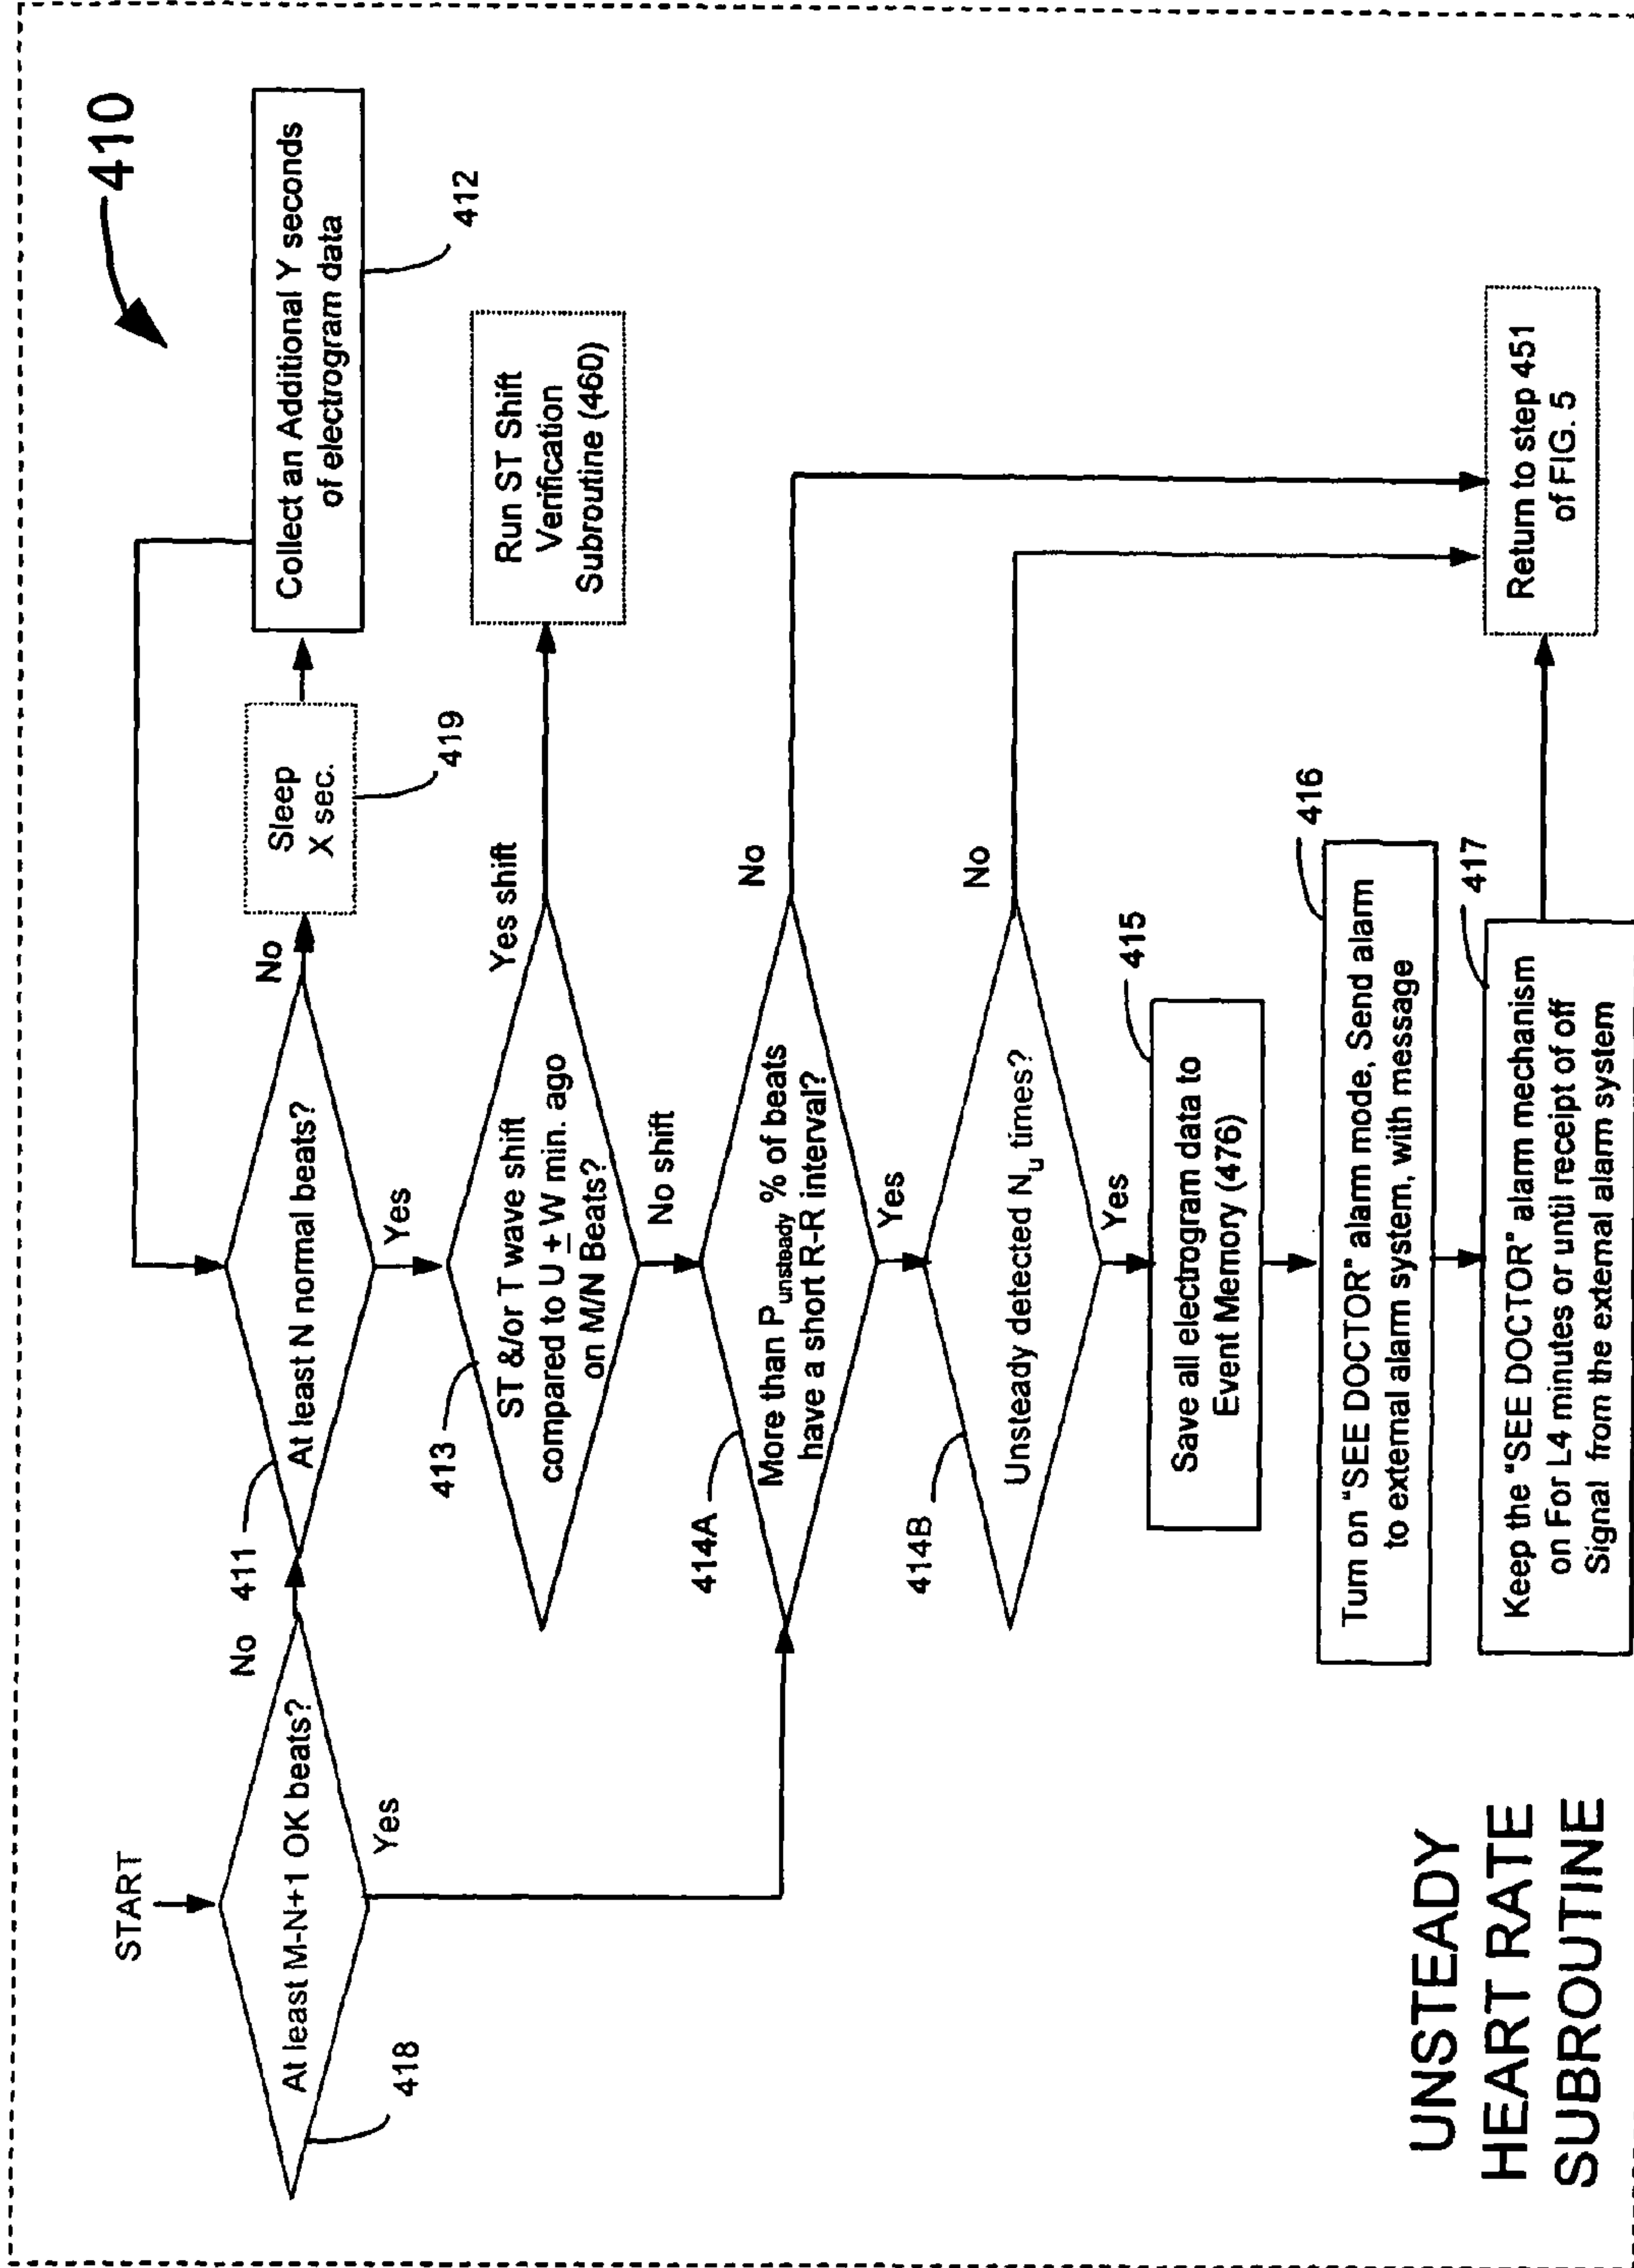 410
START
At least M-N+1 OK beats?
418
No
Yes
411
At least N normal beats?
No
Yes
Sleep
X sec.
419
Collect an Additional Y seconds
of electrogram data
412
413
ST &/or T wave shift
compared to U ± W min. ago
on M/N Beats?
Yes shift
No shift
Run ST Shift
Verification
Subroutine (460)
414A
More than Punsteady % of beats
have a short R-R interval?
No
Yes
414B
Unsteady detected Nu times?
No
Yes
415
Save all electrogram data to
Event Memory (476)
416
Turn on "SEE DOCTOR" alarm mode, Send alarm
to external alarm system, with message
417
Keep the "SEE DOCTOR" alarm mechanism
on For L4 minutes or until receipt of off
Signal from the external alarm system
Return to step 451
of FIG. 5
UNSTEADY
HEART RATE
SUBROUTINE